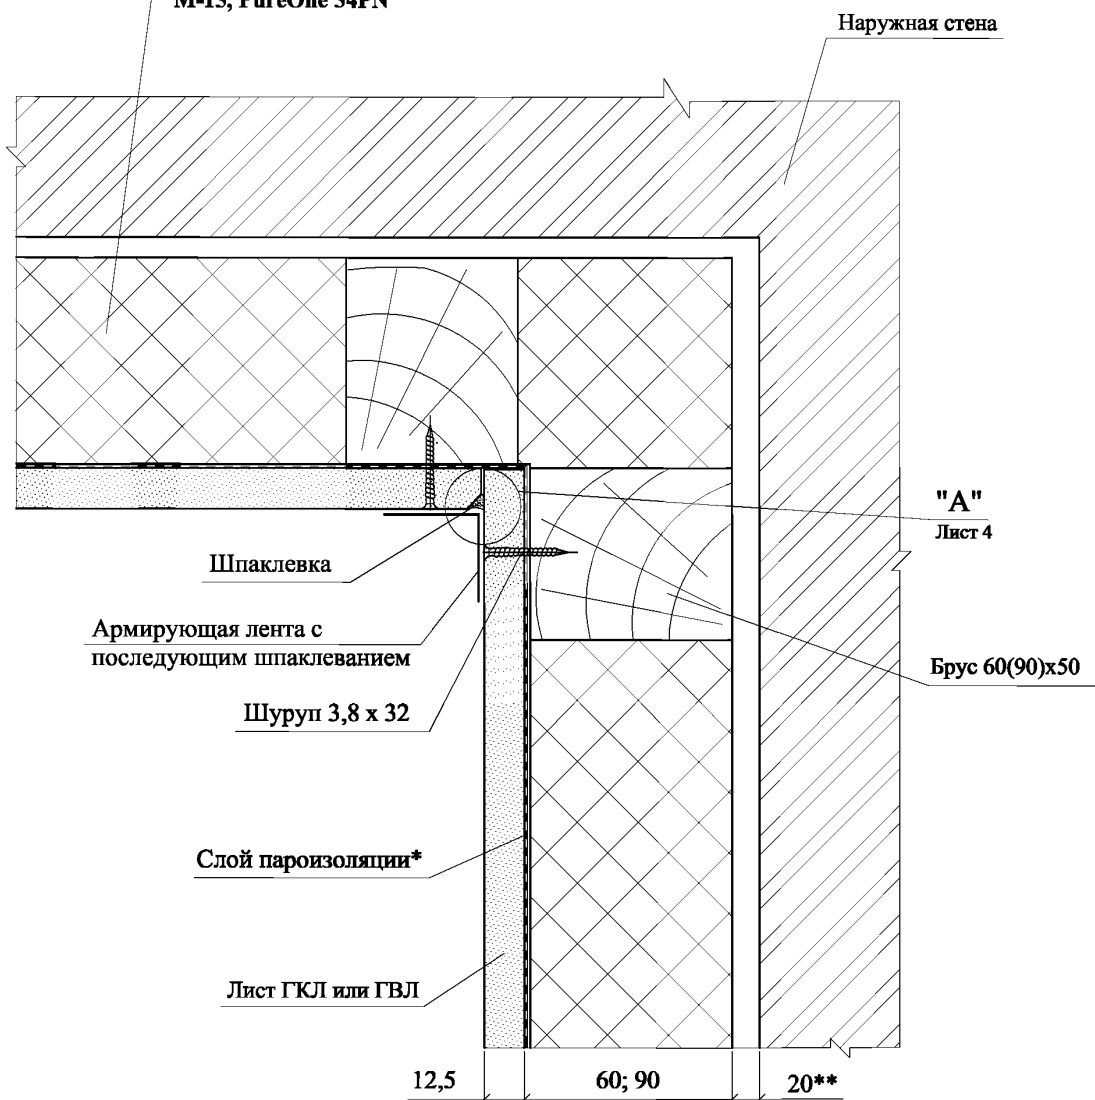 М-15, PureOne 34PN
Наружная стена
"А"
Лист 4
Шпаклевка
Армирующая лента с
последующим шпаклеванием
Брус 60(90)х50
Шуруп 3,8 х 32
Слой пароизоляции*
Лист ГКЛ или ГВЛ
12,5
60; 90
20**